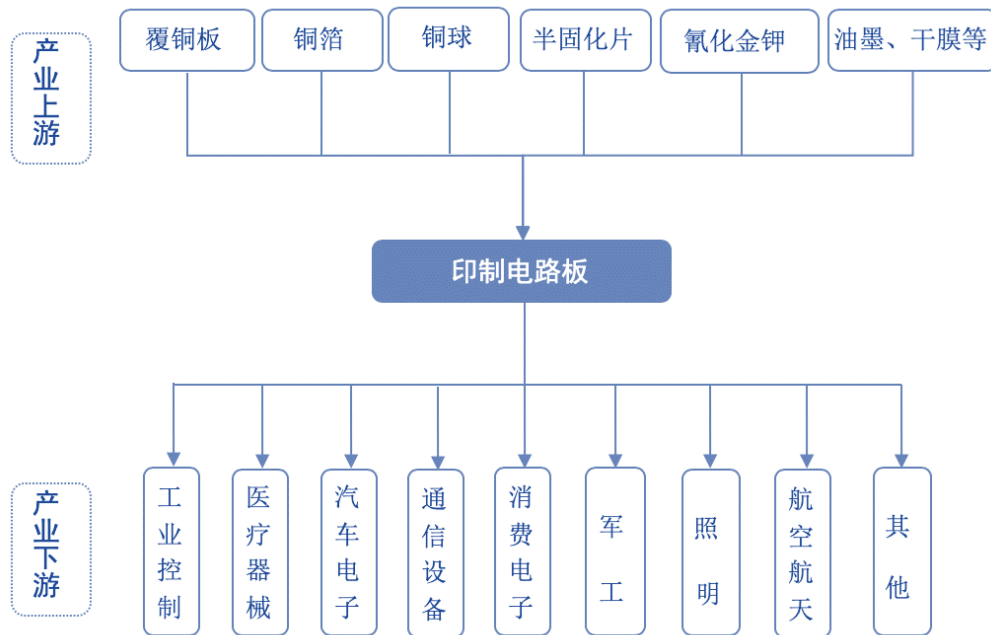 产业上游
覆铜板
铜箔
铜球
半固化片
氰化金钾
油墨、干膜等
印制电路板
产业下游
工业控制
医疗器械
汽车电子
通信设备
消费电子
军工
照明
航空航天
其他